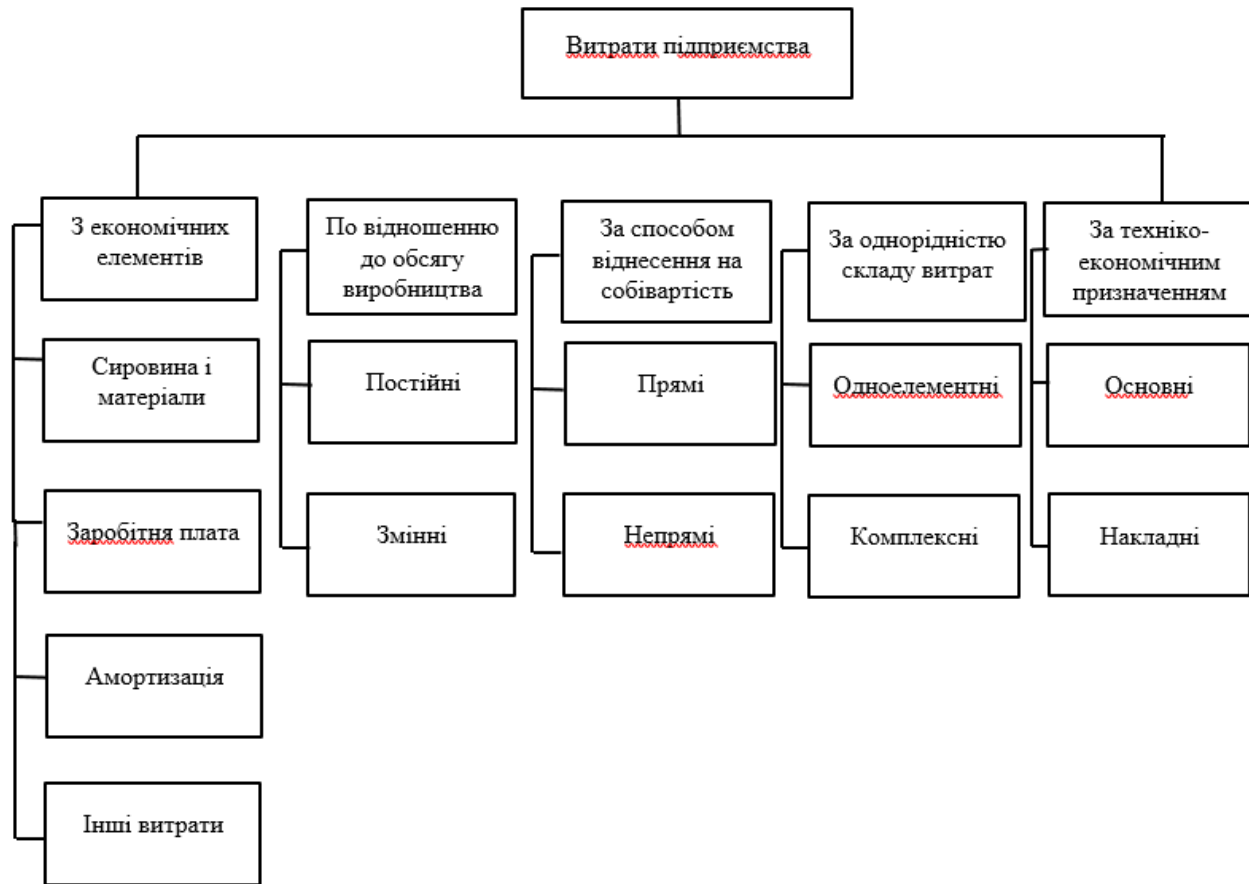 Витрати підприємства
З економічних
елементів
По відношенню
до обсягу
виробництва
За способом
віднесення на
собівартість
За однорідністю
складу витрат
За техніко-
економічним
призначенням
Сировина і
матеріали
Постійні
Прямі
Одноелементні
Основні
Заробітня плата
Змінні
Непрямі
Комплексні
Накладні
Амортизація
Інші витрати